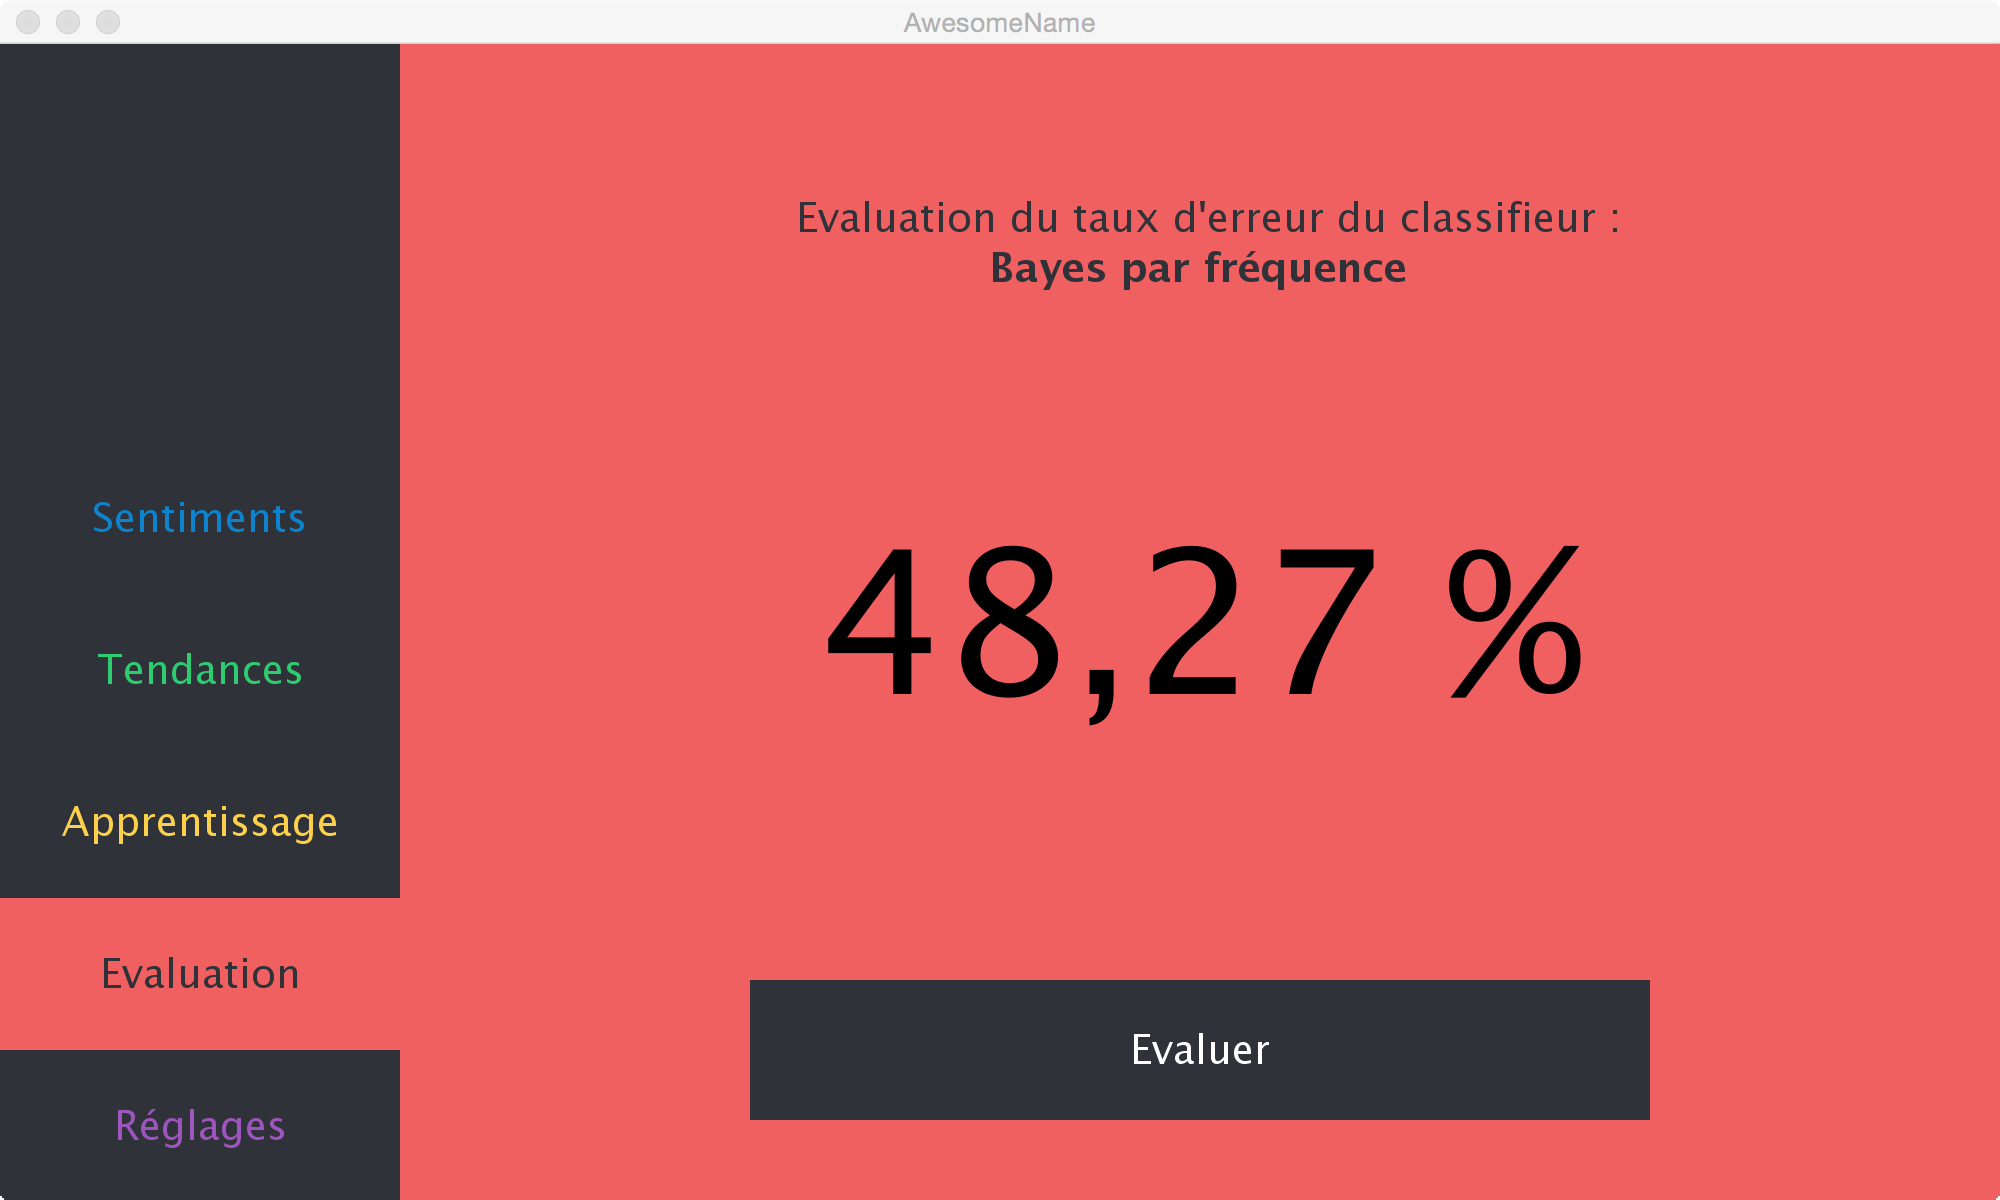 AwesomeName
Sentiments
Tendances
Apprentissage
Evaluation
Réglages
Evaluation du taux d'erreur du classifieur :
Bayes par fréquence
48,27 %
Evaluer